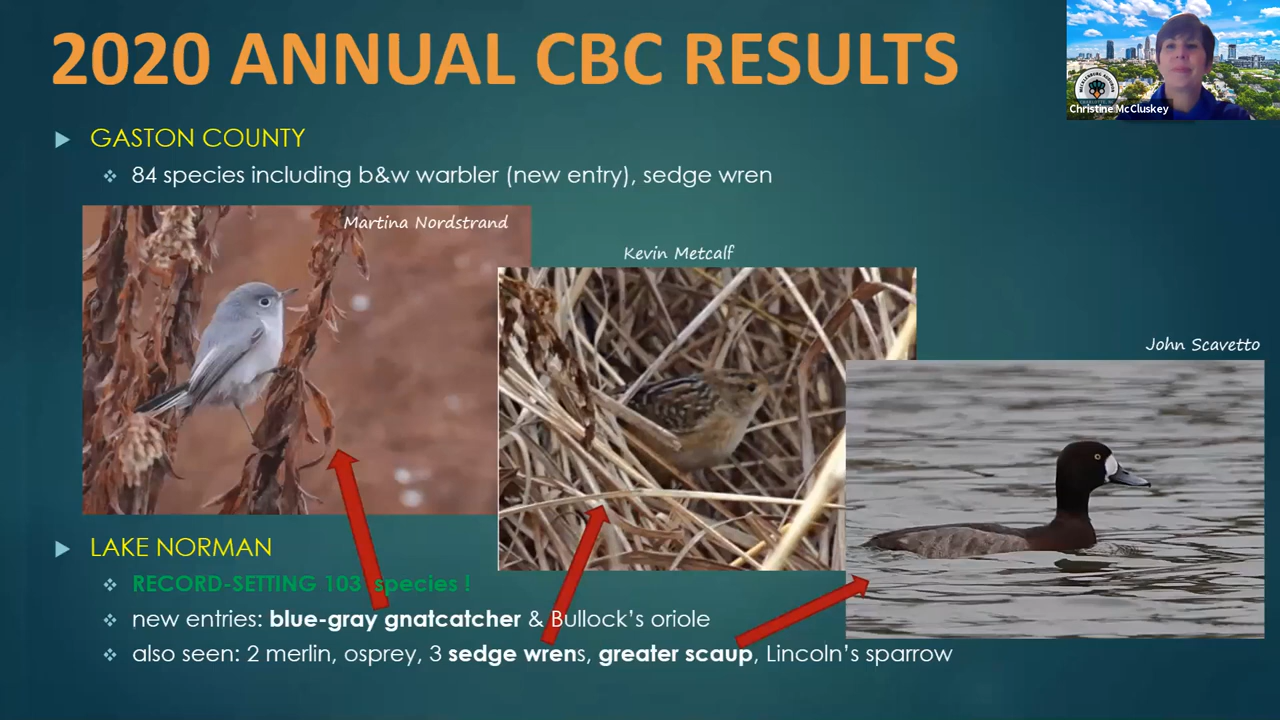 2020 ANNUAL CBC RESULTS
Christine McCluskey
GASTON COUNTY
84 species including b&w warbler (new entry), sedge wren
Martina Nordstrand
Kevin Metcalf
John Scavetto
LAKE NORMAN
RECORD-SETTING 103 species !
new entries: blue-gray gnatcatcher & Bullock's oriole
also seen: 2 merlin, osprey, 3 sedge wrens, greater scaup, Lincoln's sparrow